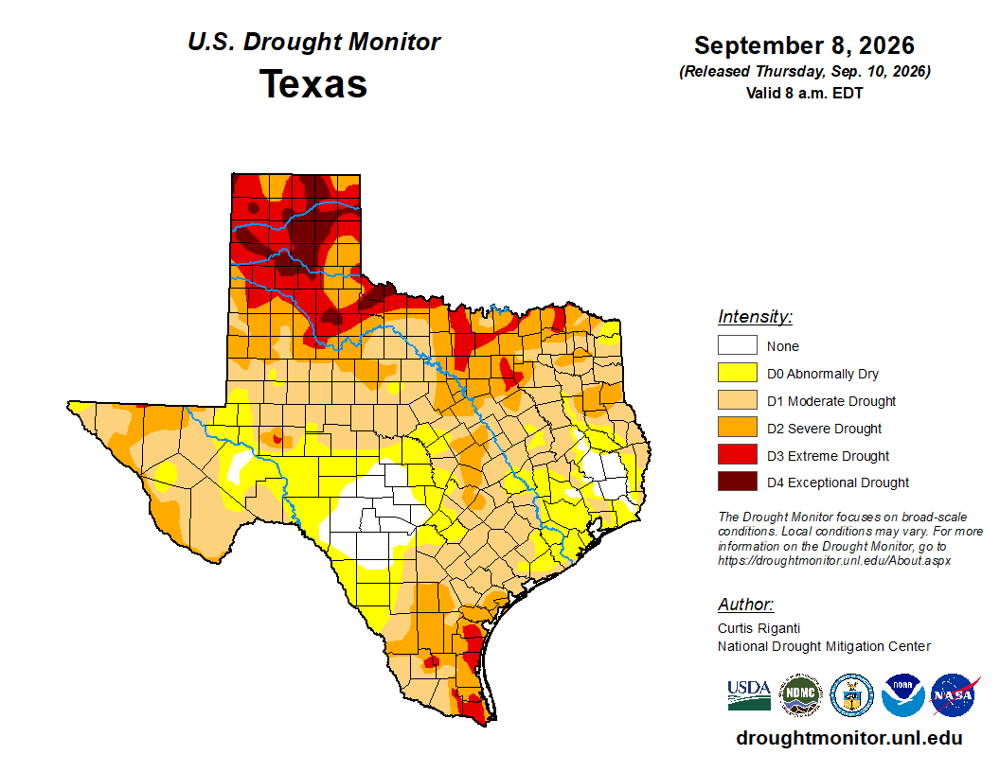 U.S. Drought Monitor
Texas
September 8, 2026
(Released Thursday, Sep. 10, 2026)
Valid 8 a.m. EDT
Intensity:
None
D0 Abnormally Dry
D1 Moderate Drought
D2 Severe Drought
D3 Extreme Drought
D4 Exceptional Drought
The Drought Monitor focuses on broad-scale
conditions. Local conditions may vary. For more
information on the Drought Monitor, go to
https://droughtmonitor.unl.edu/About.aspx
Author:
Curtis Riganti
National Drought Mitigation Center
USDA
NDMC
NOAA
NASA
droughtmonitor.unl.edu